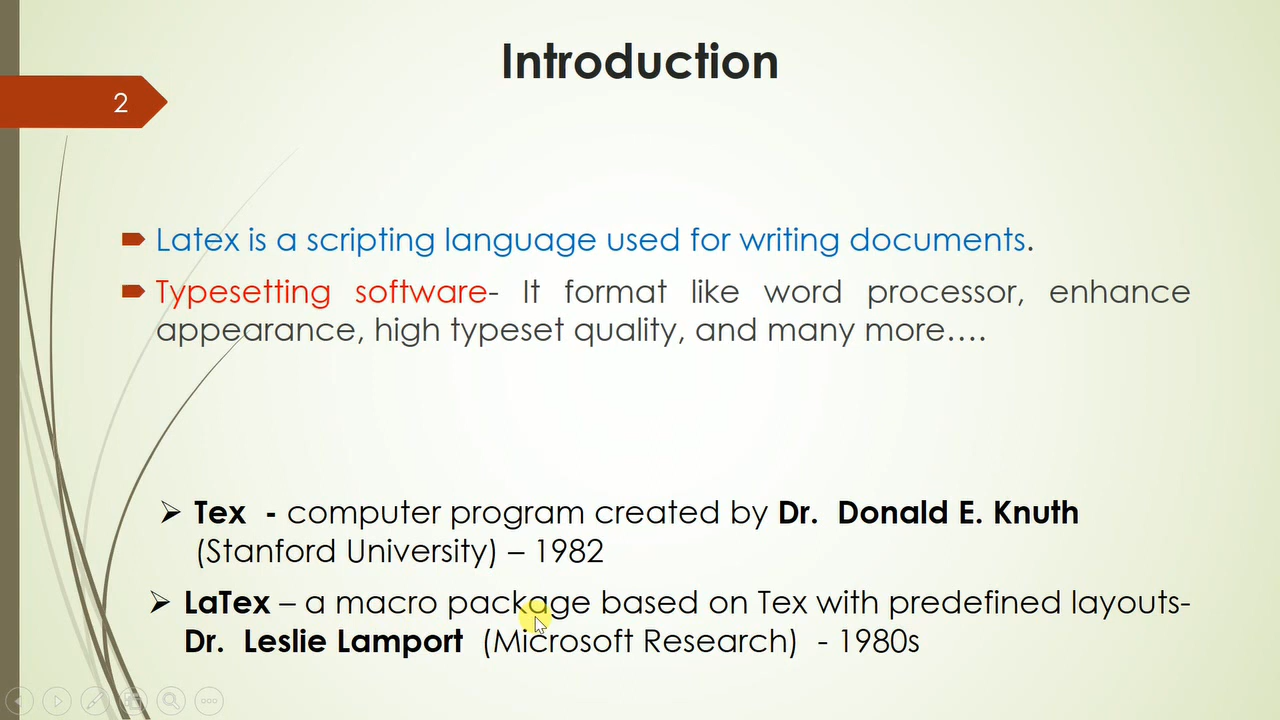 Introduction
2
Latex is a scripting language used for writing documents.
Typesetting software- It format like word processor, enhance
appearance, high typeset quality, and many more....
Tex - computer program created by Dr. Donald E. Knuth
(Stanford University) – 1982
LaTex – a macro package based on Tex with predefined layouts-
Dr. Leslie Lamport (Microsoft Research) - 1980s